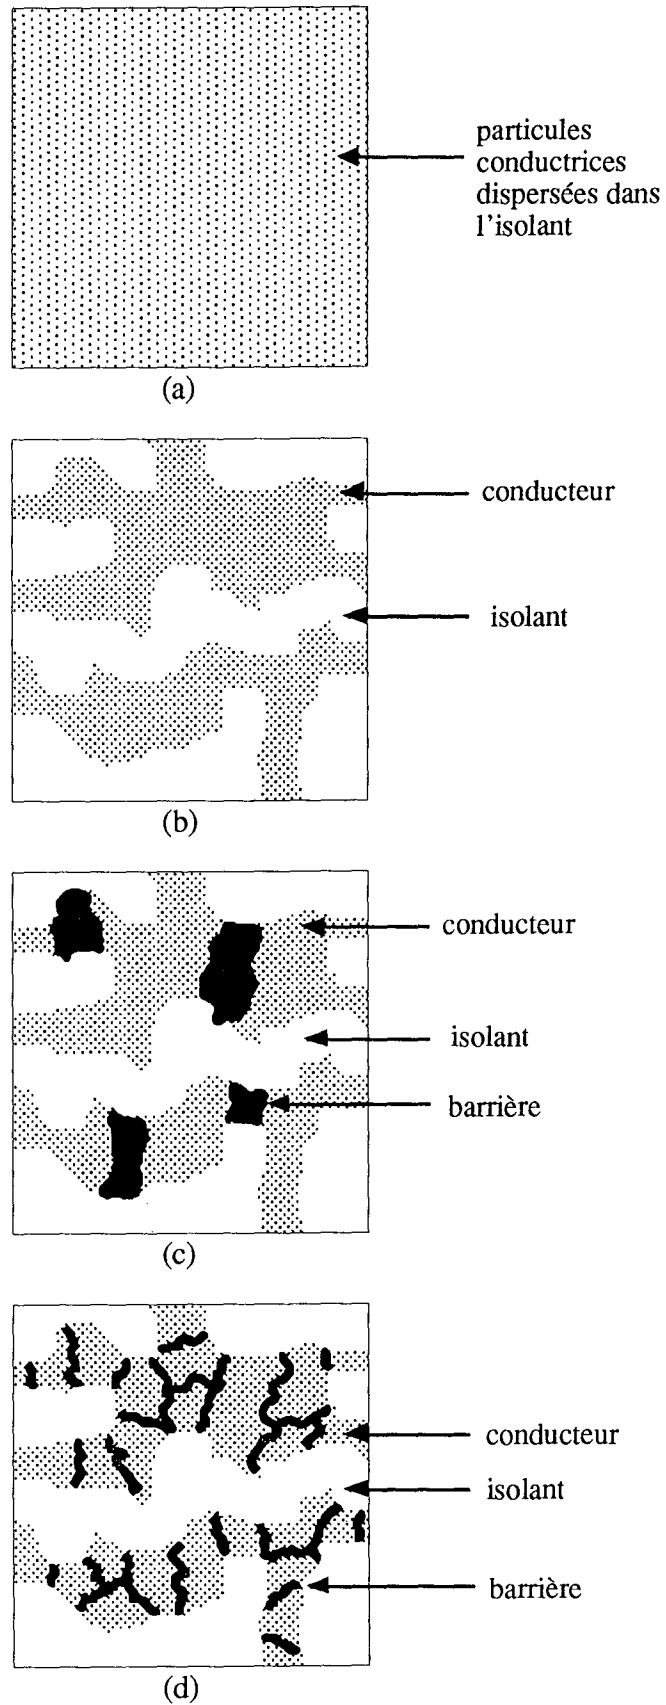 particules
conductrices
dispersées dans
l'isolant
(a)
conducteur
isolant
(b)
conducteur
isolant
barrière
(c)
conducteur
isolant
barrière
(d)